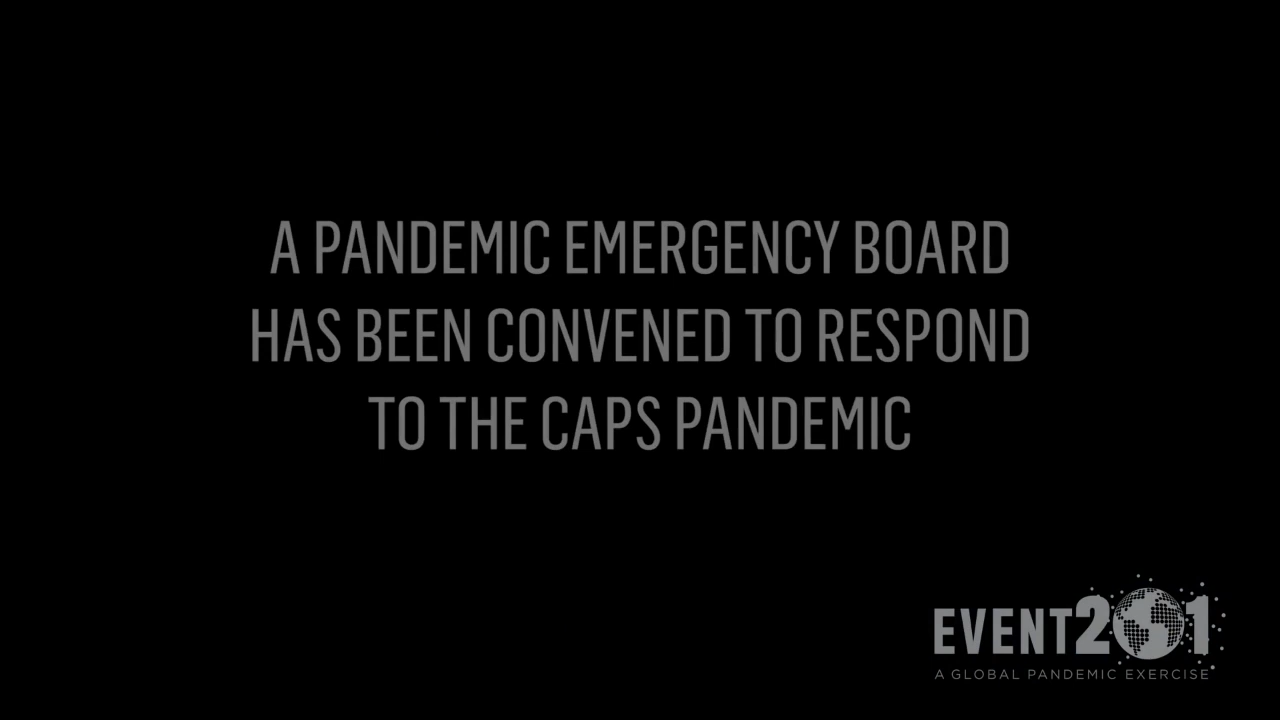 A PANDEMIC EMERGENCY BOARD
HAS BEEN CONVENED TO RESPOND
TO THE CAPS PANDEMIC
EVENT201
A GLOBAL PANDEMIC EXERCISE